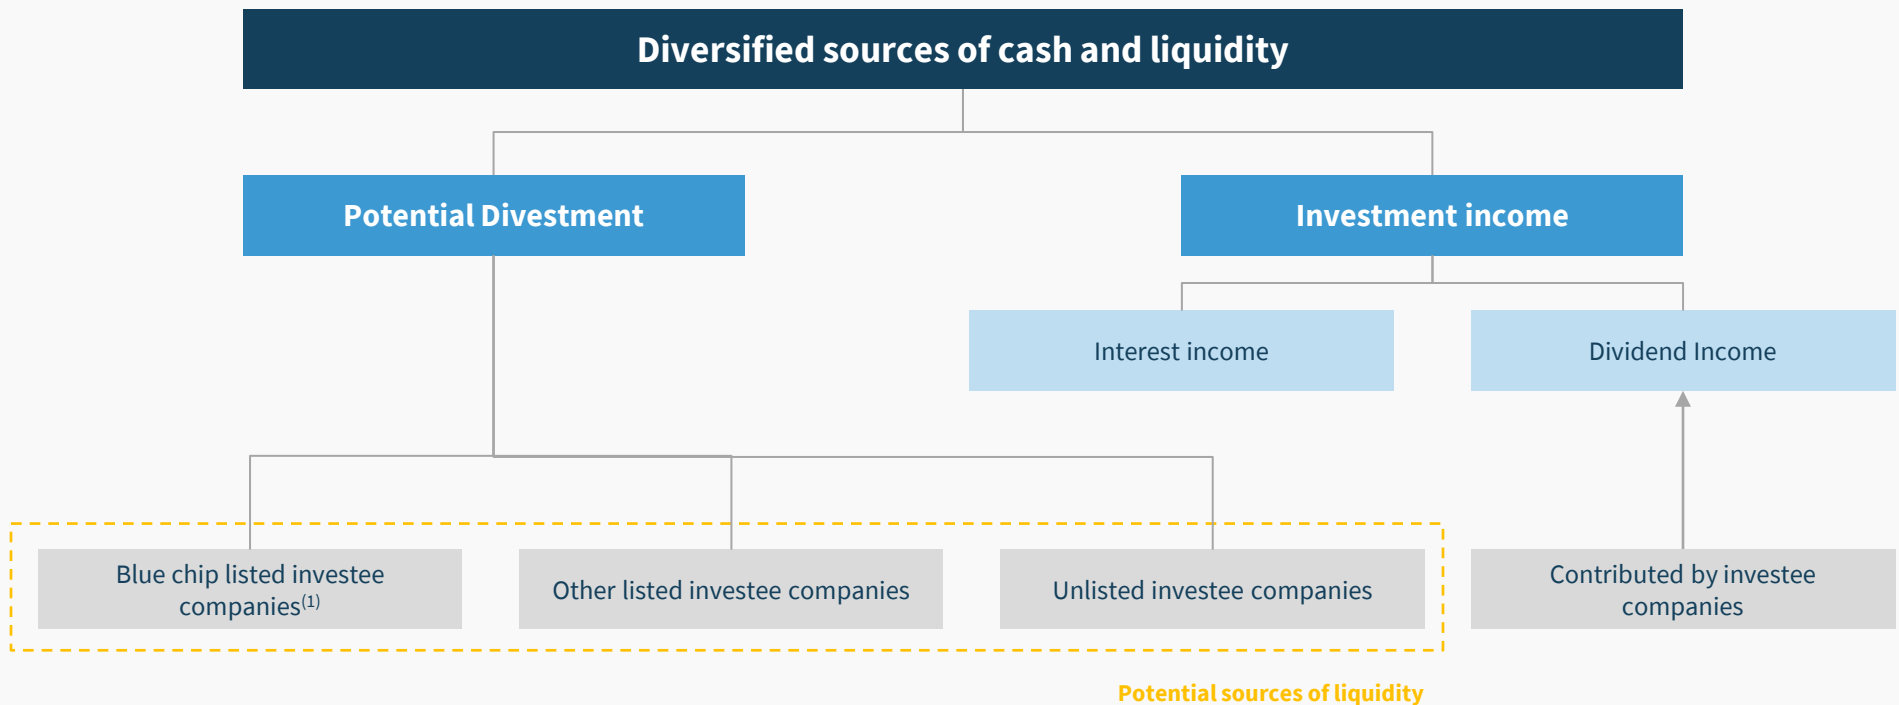 Diversified sources of cash and liquidity
Potential Divestment
Investment income
Interest income
Dividend Income
Blue chip listed investee
companies(1)
Other listed investee companies
Unlisted investee companies
Contributed by investee
companies
Potential sources of liquidity